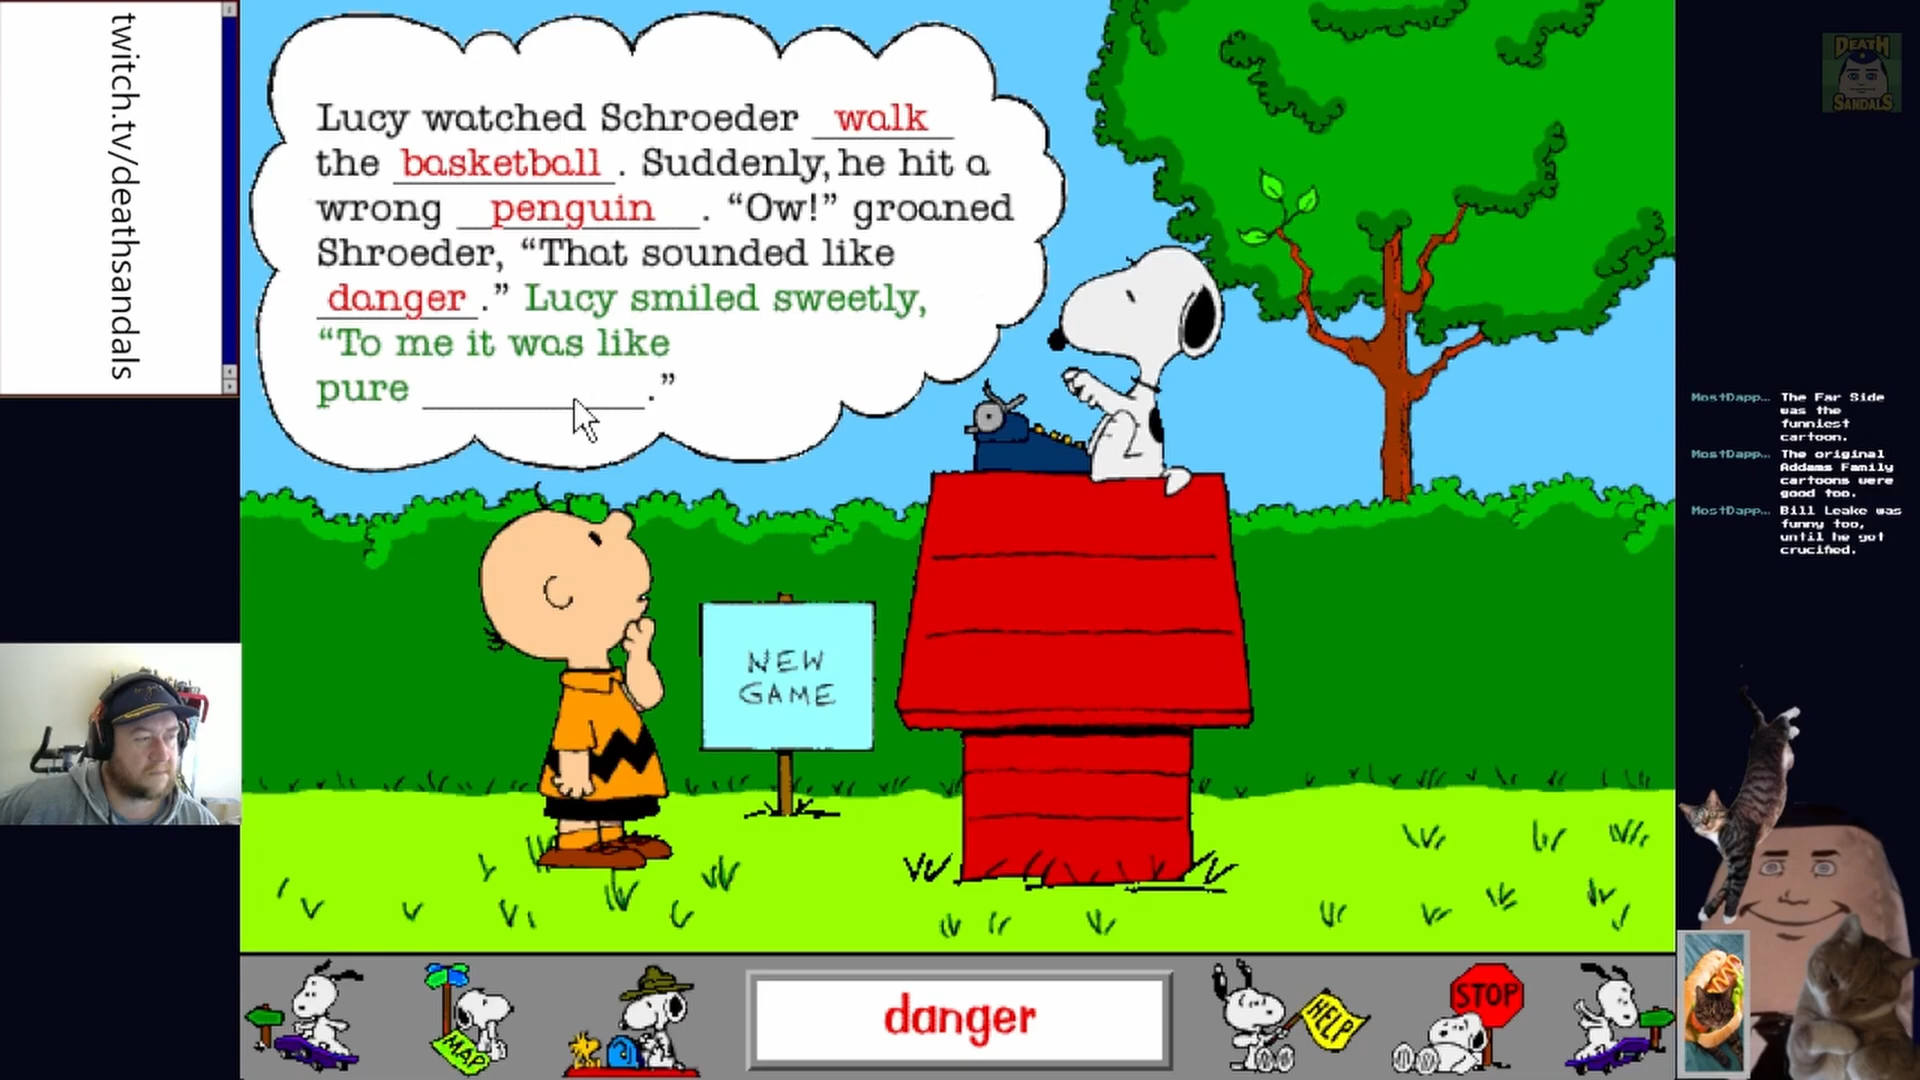 twitch.tv/deathsandals
Lucy watched Schroeder walk
the basketball. Suddenly, he hit a
wrong penguin. “Ow!” groaned
Shroeder, “That sounded like
danger.” Lucy smiled sweetly,
“To me it was like
pure ________.”
NEW
GAME
MAP
danger
HELP
STOP
DEATH
SANDALS
MostDapp... The Far Side
was the
funniest
cartoon.
MostDapp... The original
Addams Family
cartoons were
good too.
MostDapp... Bill Leake was
funny too,
until he got
crucified.